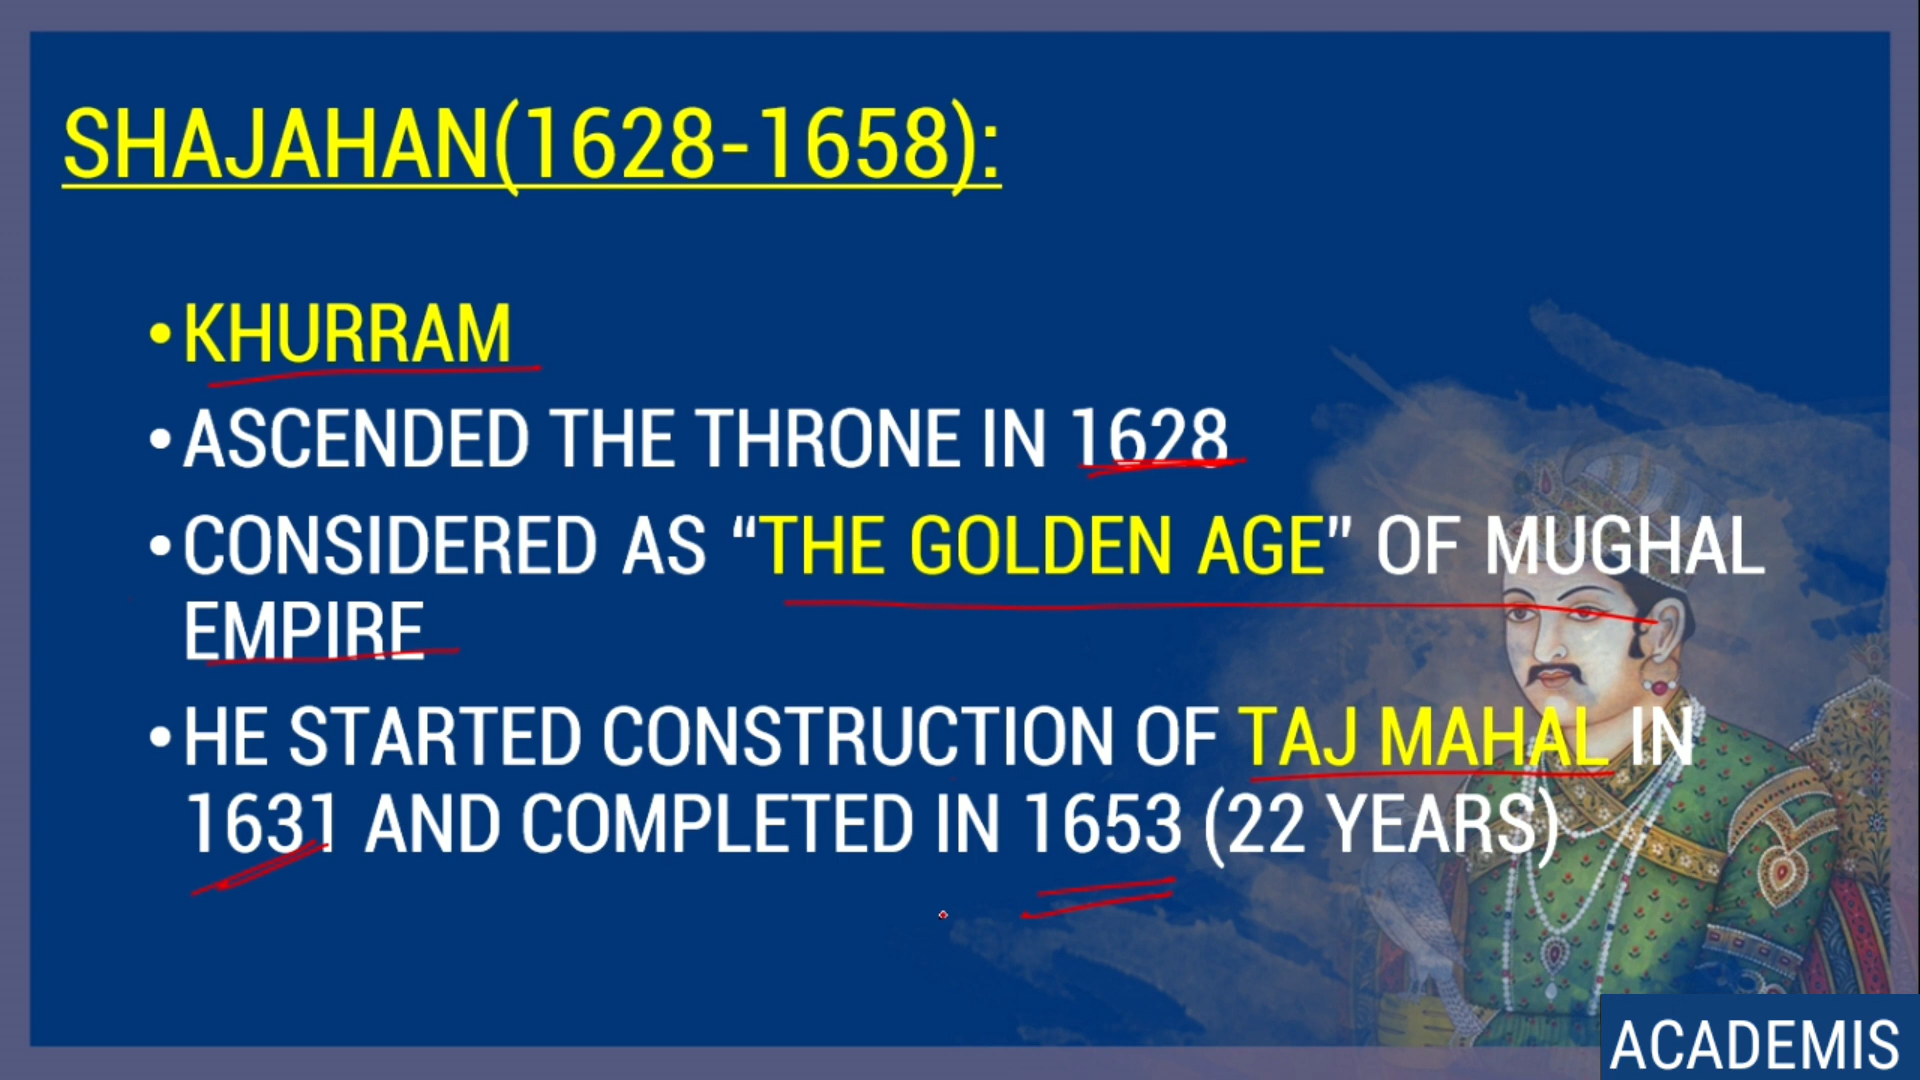 SHAJAHAN(1628-1658):
•KHURRAM
•ASCENDED THE THRONE IN 1628
•CONSIDERED AS “THE GOLDEN AGE” OF MUGHAL
EMPIRE
•HE STARTED CONSTRUCTION OF TAJ MAHAL IN
1631 AND COMPLETED IN 1653 (22 YEARS)
ACADEMIS